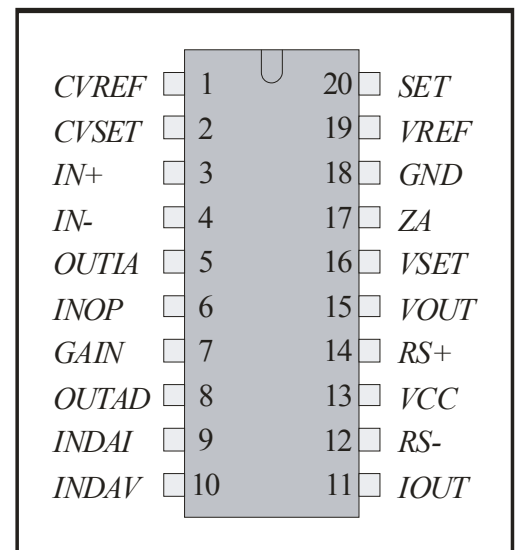 CVREF 1 20 SET
CVSET 2 19 VREF
IN+ 3 18 GND
IN- 4 17 ZA
OUTIA 5 16 VSET
INOP 6 15 VOUT
GAIN 7 14 RS+
OUTAD 8 13 VCC
INDAI 9 12 RS-
INDAV 10 11 IOUT